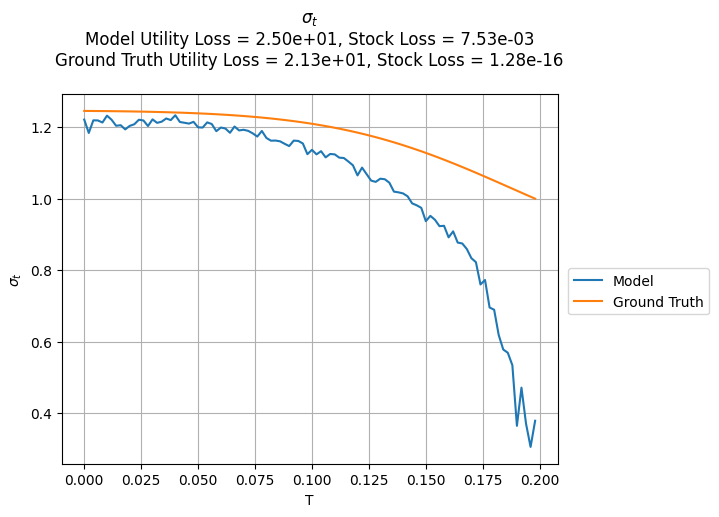 σₜ
Model Utility Loss = 2.50e+01, Stock Loss = 7.53e-03
Ground Truth Utility Loss = 2.13e+01, Stock Loss = 1.28e-16
1.2
1.0
0.8
0.6
0.4
σₜ
0.000 0.025 0.050 0.075 0.100 0.125 0.150 0.175 0.200
T
Model
Ground Truth